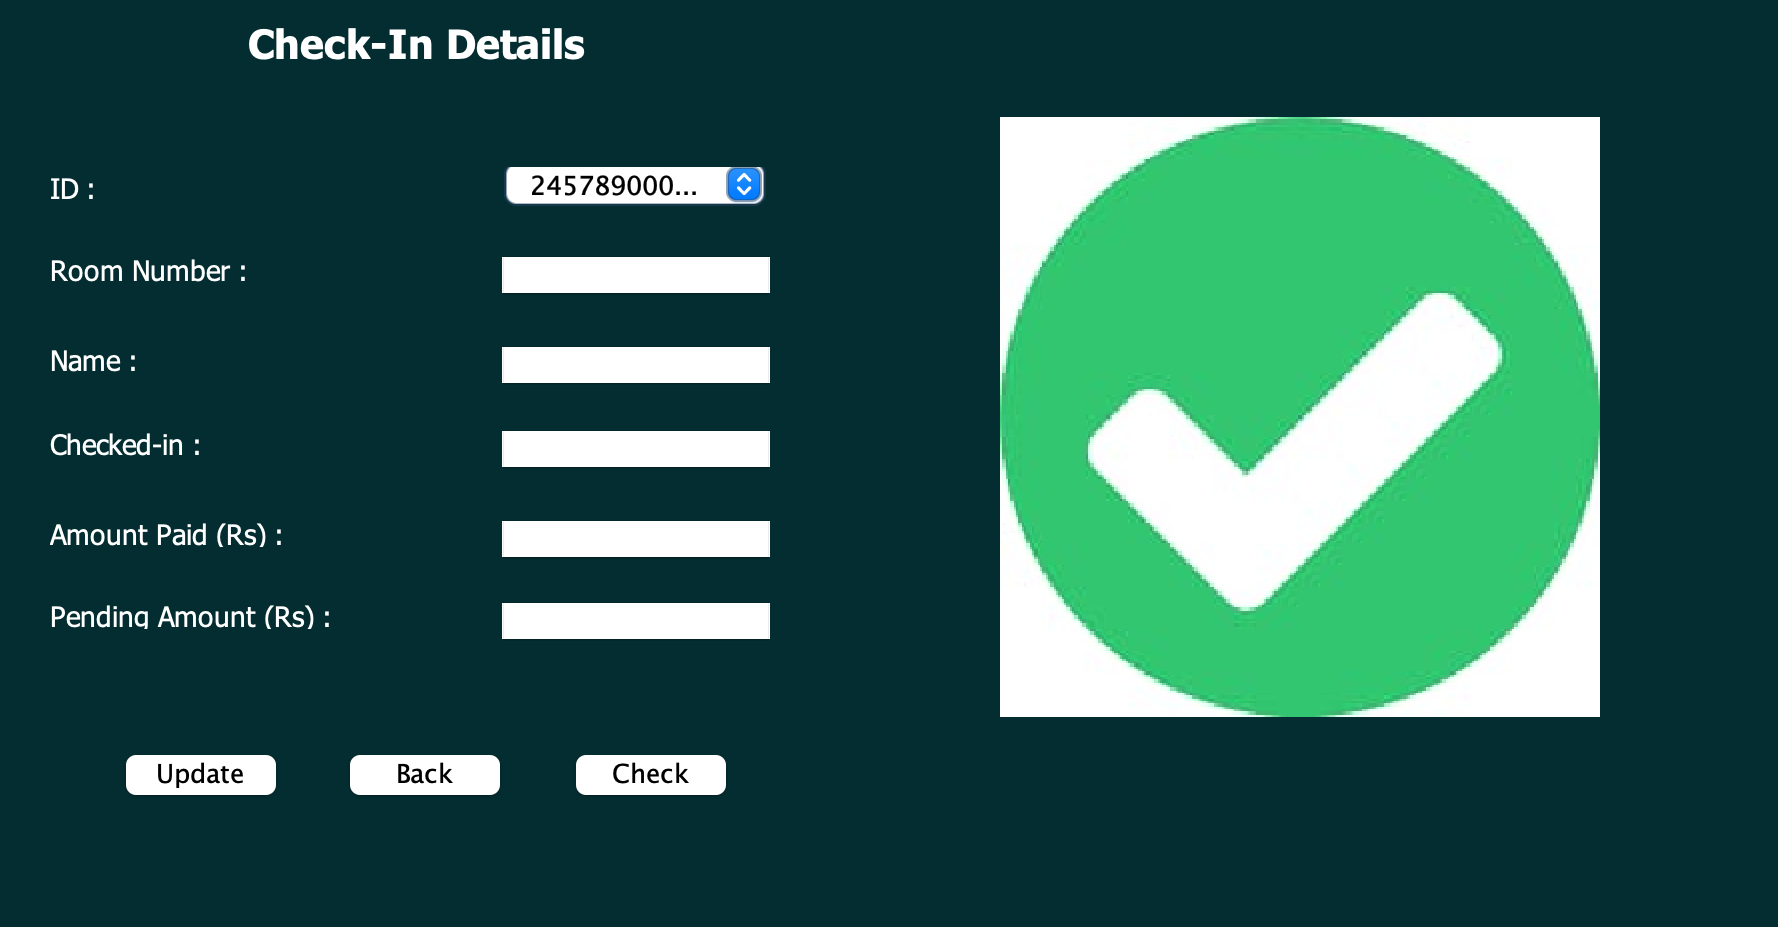 Check-In Details
ID :
245789000...
Room Number :
Name :
Checked-in :
Amount Paid (Rs) :
Pending Amount (Rs) :
Update
Back
Check